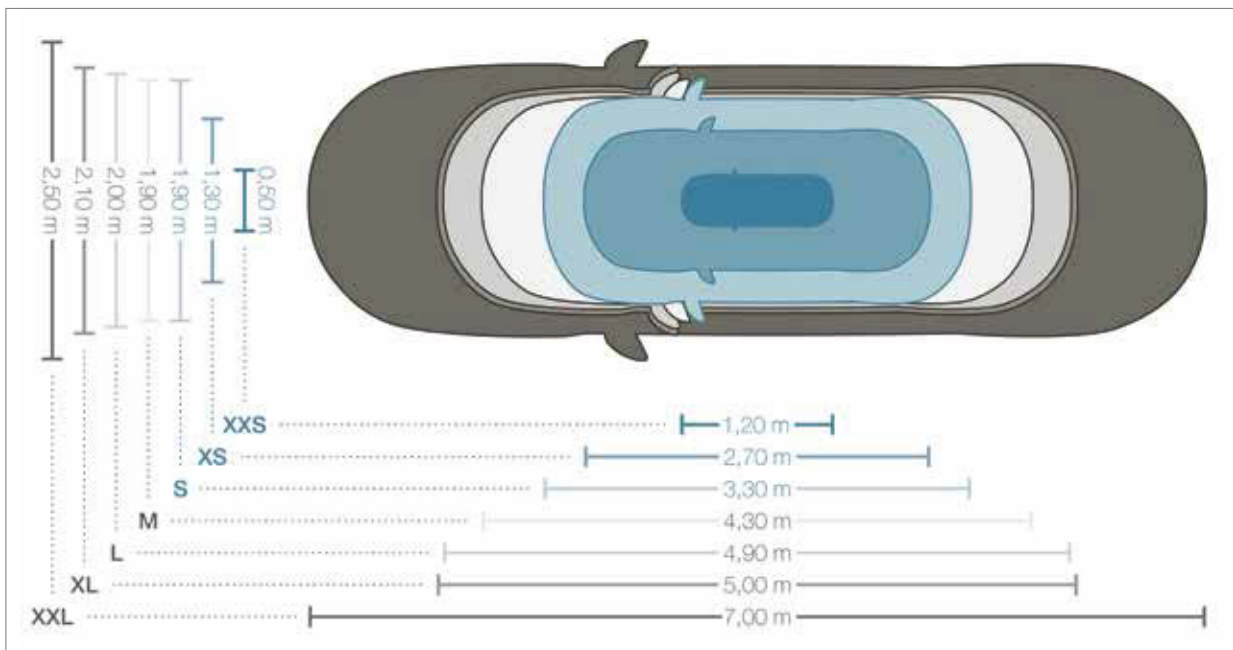 2,50 m
2,10 m
2,00 m
1,90 m
1,90 m
1,30 m
0,50 m
XXS 1,20 m
XS 2,70 m
S 3,30 m
M 4,30 m
L 4,90 m
XL 5,00 m
XXL 7,00 m